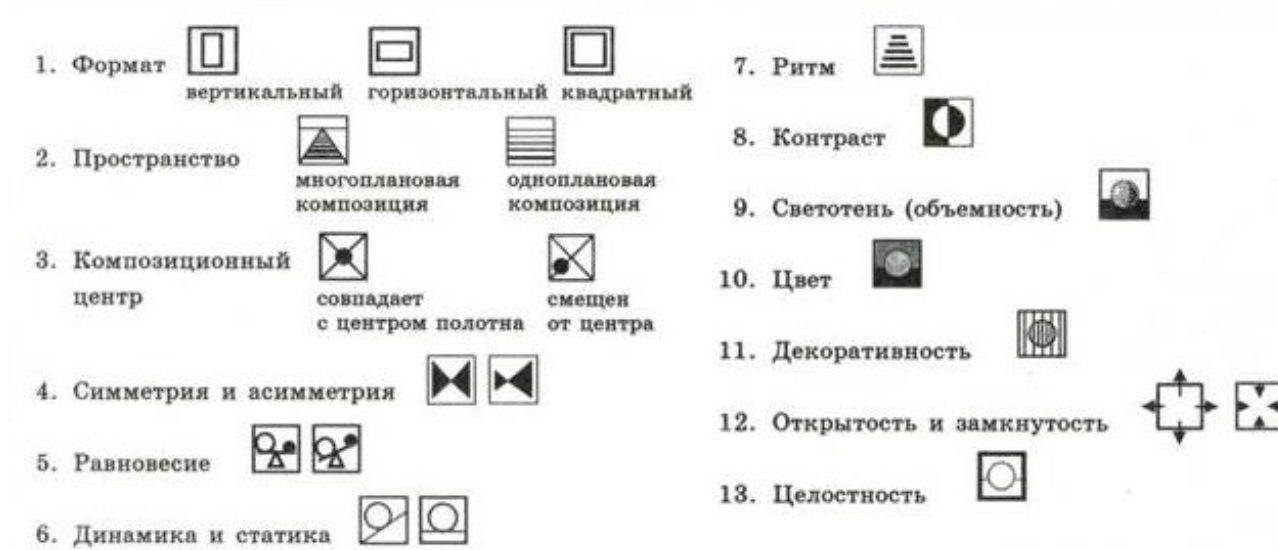 1. Формат
вертикальный горизонтальный квадратный
2. Пространство
многоплановая
композиция
одноплановая
композиция
3. Композиционный
центр
совпадает
с центром полотна
смещен
от центра
4. Симметрия и асимметрия
5. Равновесие
6. Динамика и статика
7. Ритм
8. Контраст
9. Светотень (объемность)
10. Цвет
11. Декоративность
12. Открытость и замкнутость
13. Целостность